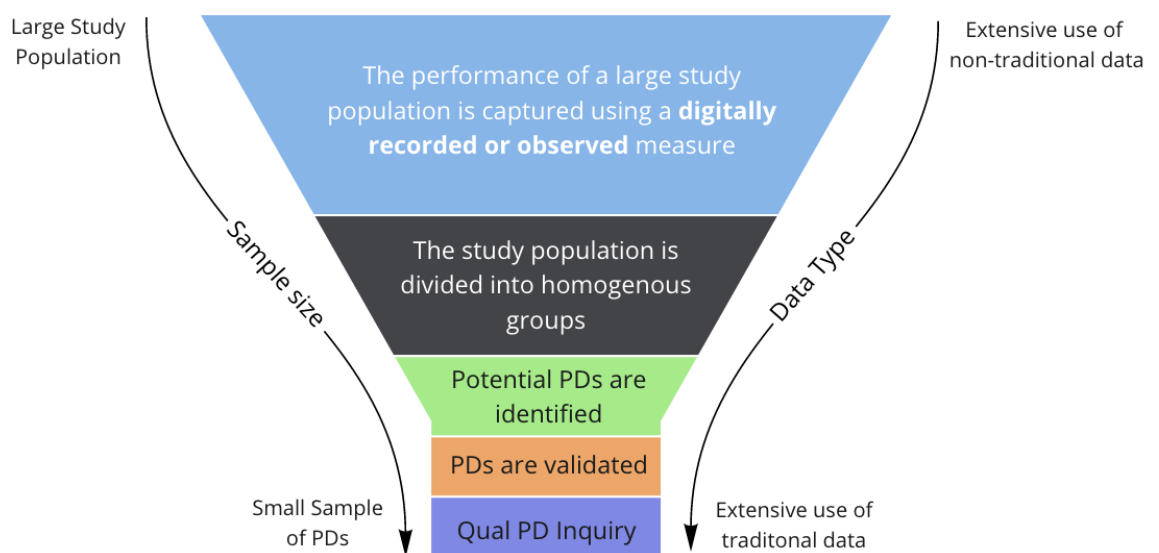 Large Study
Population
Extensive use of
non-traditional data
The performance of a large study
population is captured using a digitally
recorded or observed measure
Sample size
Data Type
The study population is
divided into homogenous
groups
Potential PDs are
identified
PDs are validated
Small Sample
of PDs
Qual PD Inquiry
Extensive use of
traditonal data